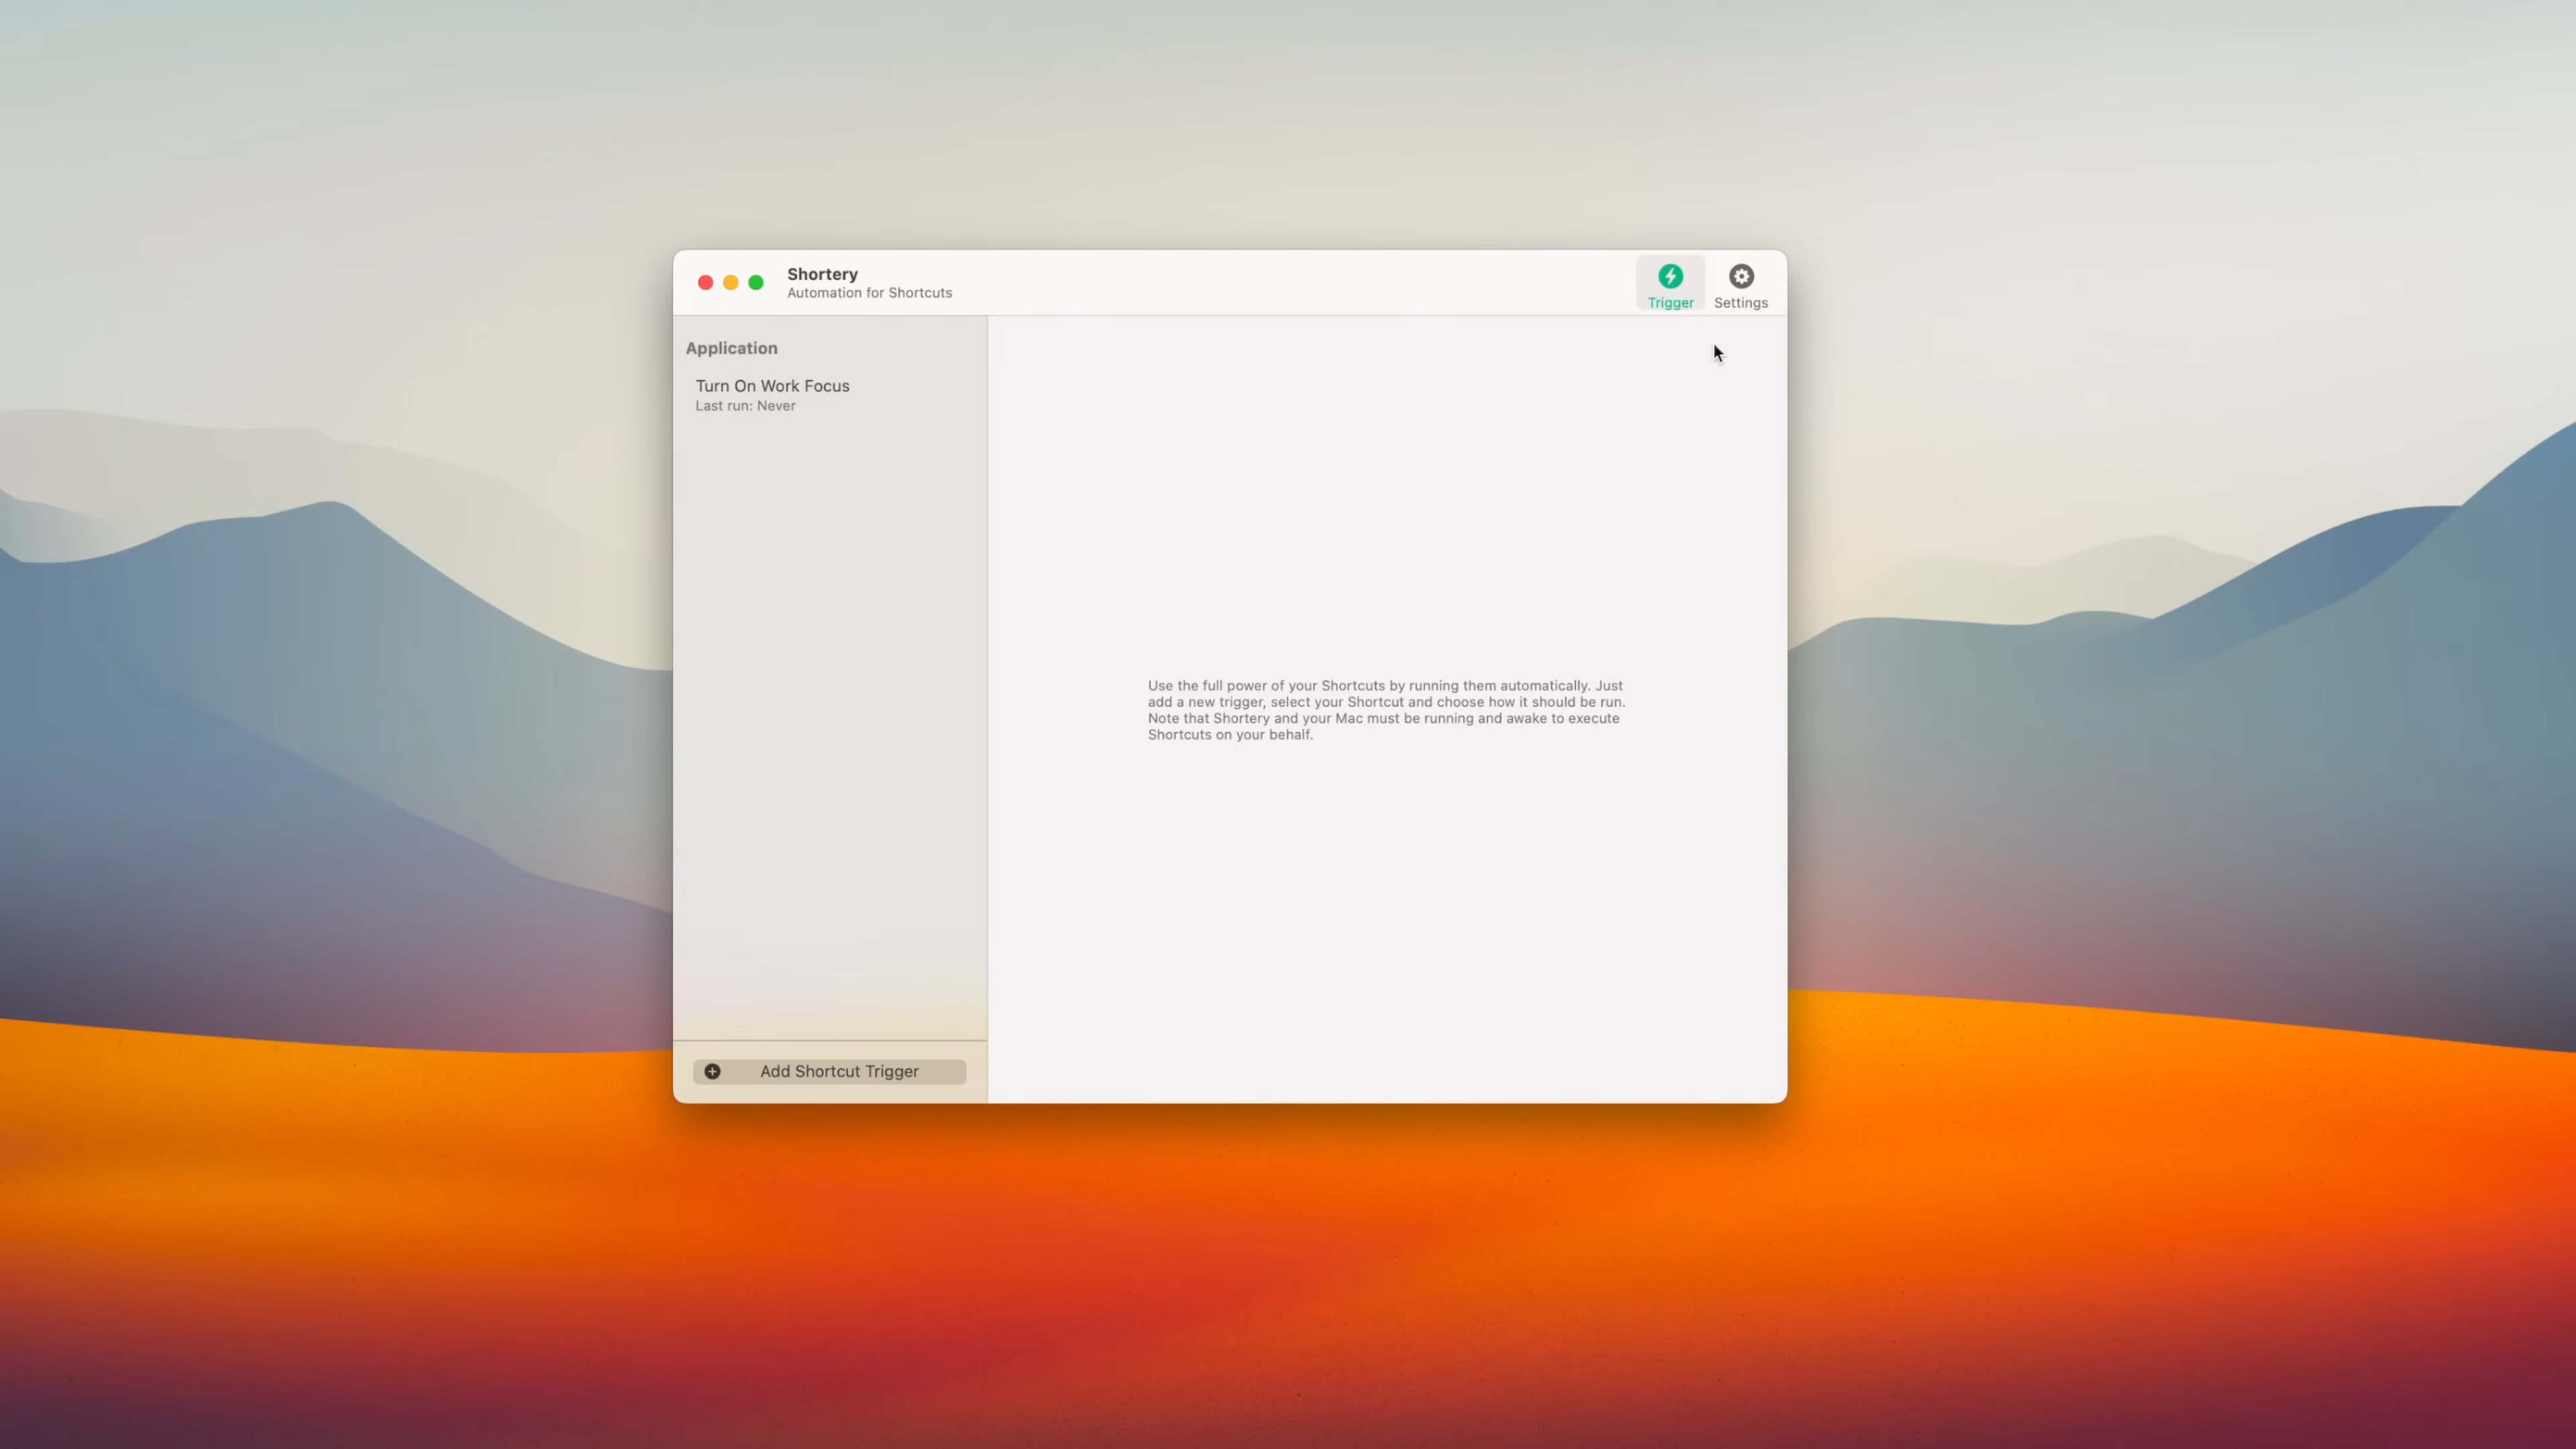 Shortery
Automation for Shortcuts
Trigger
Settings
Application
Turn On Work Focus
Last run: Never
Use the full power of your Shortcuts by running them automatically. Just
add a new trigger, select your Shortcut and choose how it should be run.
Note that Shortery and your Mac must be running and awake to execute
Shortcuts on your behalf.
Add Shortcut Trigger